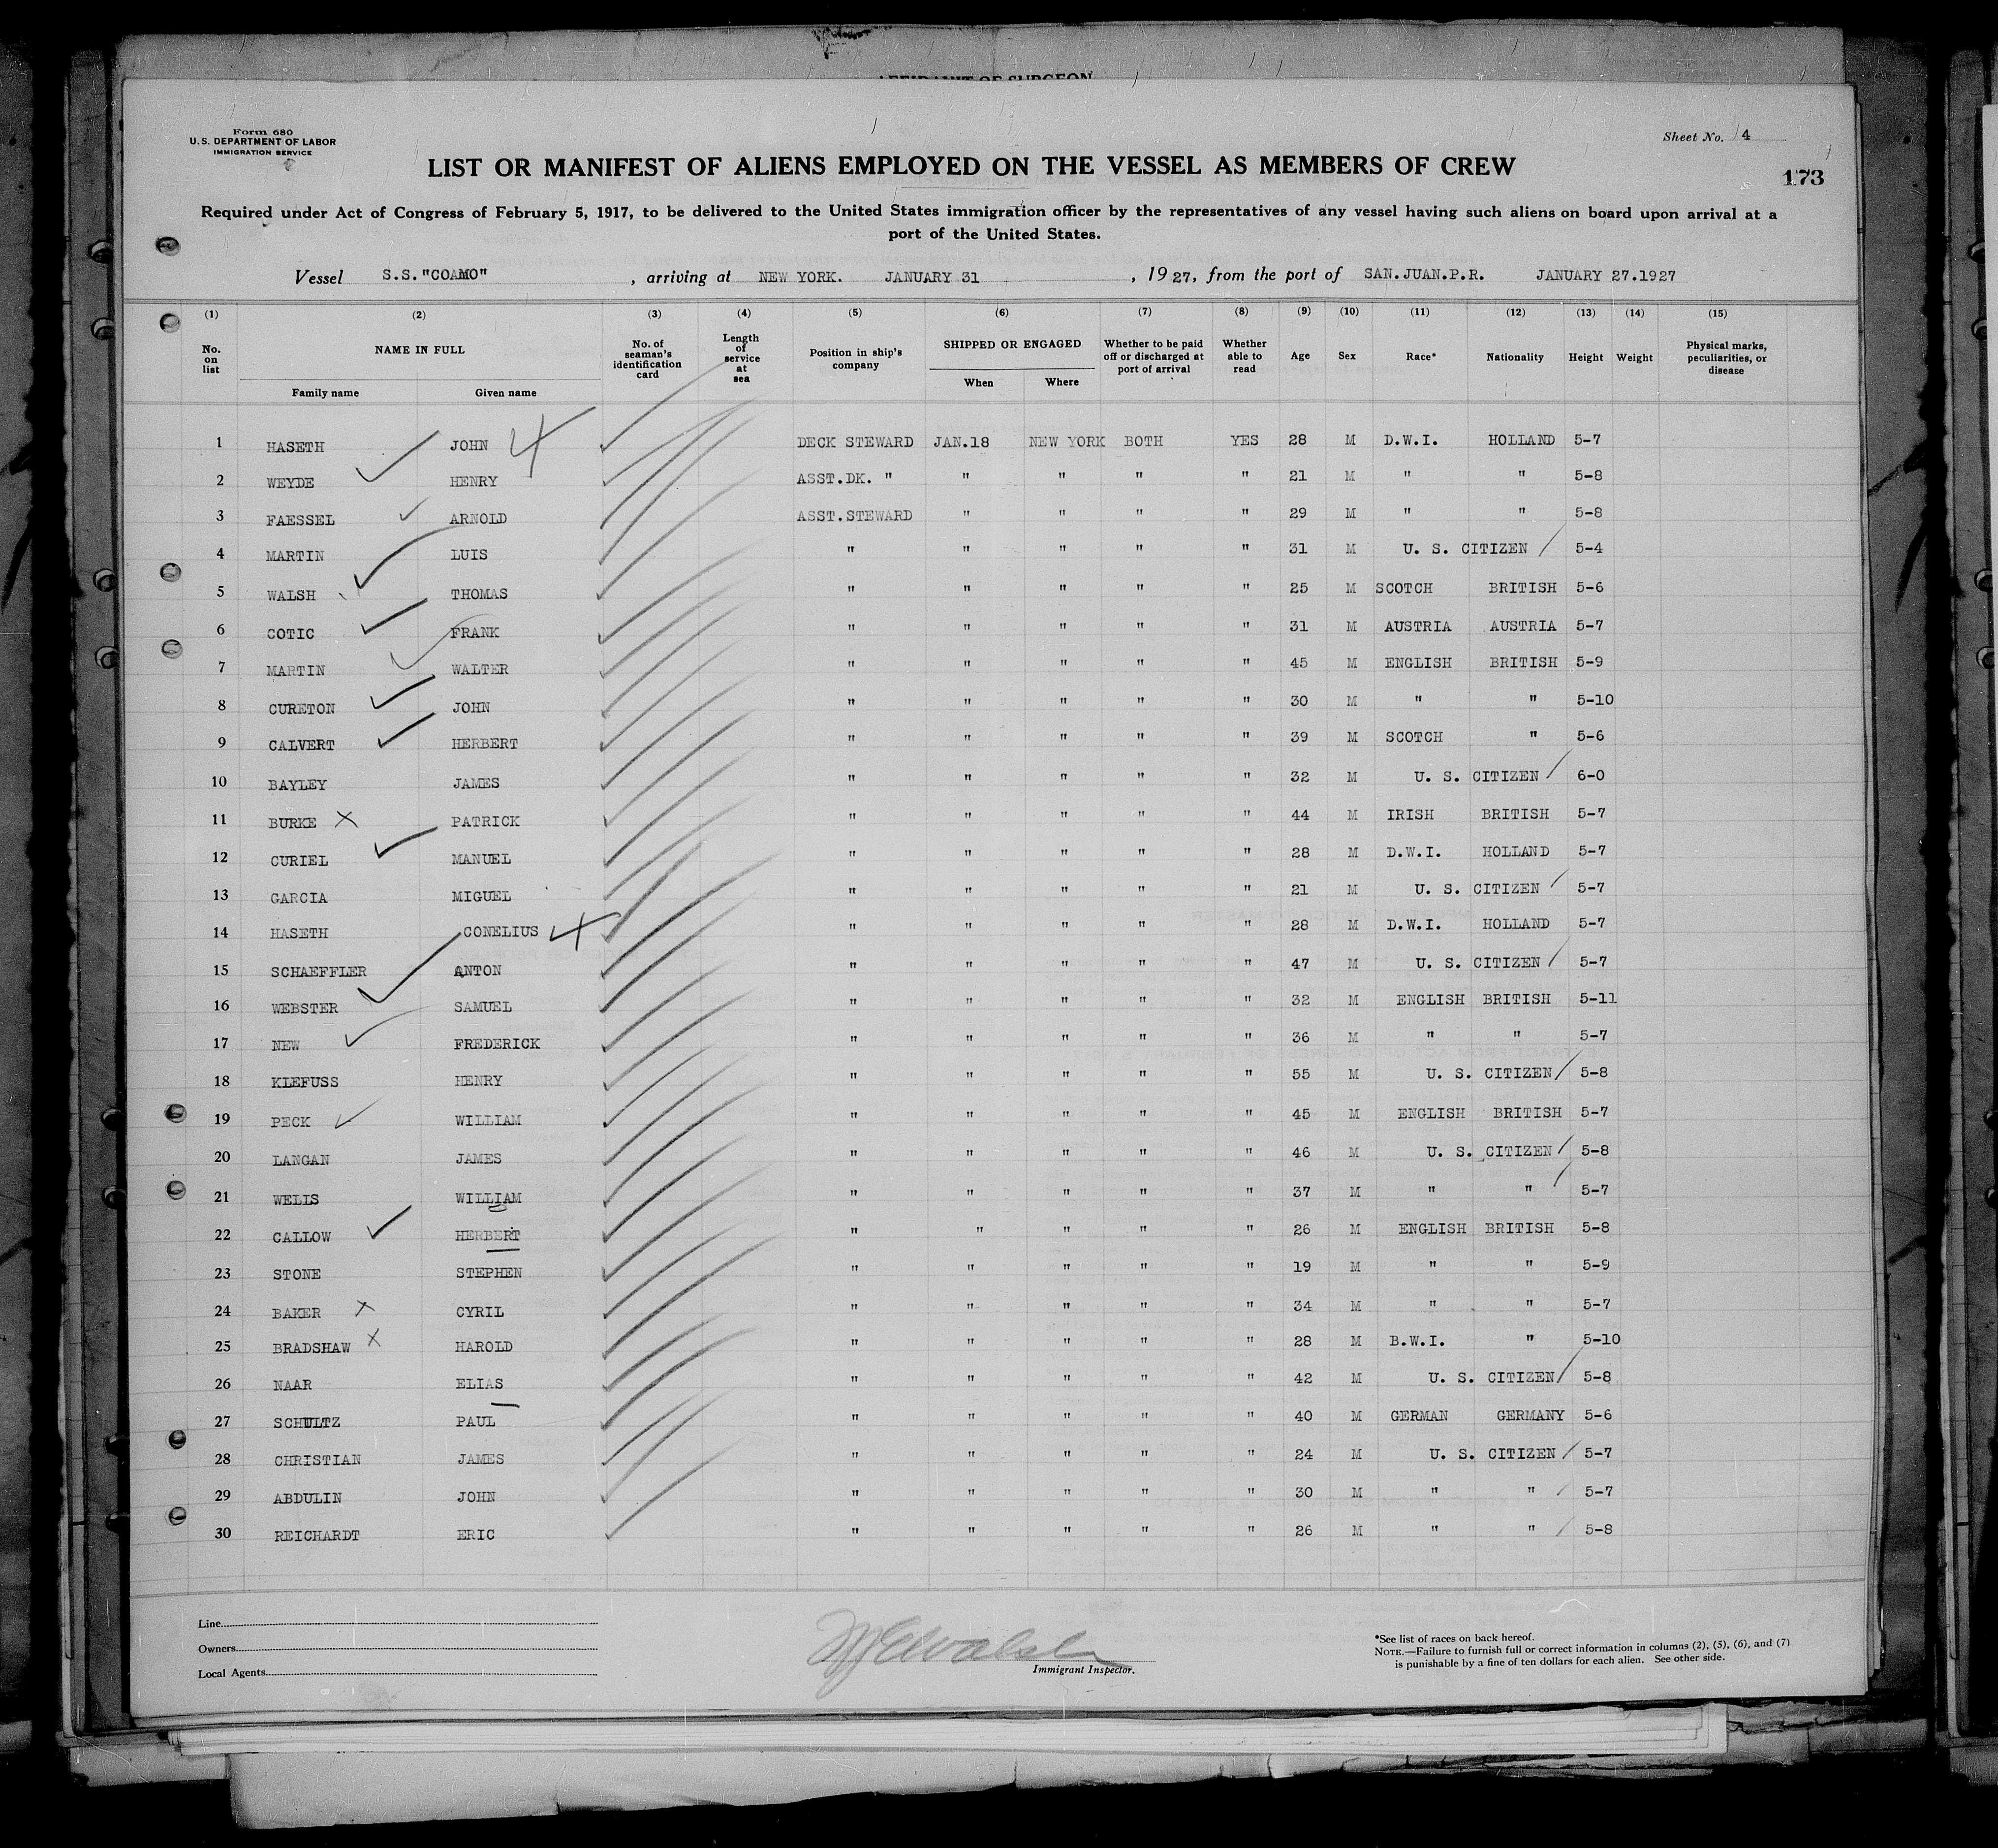 AFFIDAVIT OF SURGEON
Form 680
U. S. DEPARTMENT OF LABOR
IMMIGRATION SERVICE
Sheet No. 4
LIST OR MANIFEST OF ALIENS EMPLOYED ON THE VESSEL AS MEMBERS OF CREW
173
Required under Act of Congress of February 5, 1917, to be delivered to the United States immigration officer by the representatives of any vessel having such aliens on board upon arrival at a
port of the United States.
Vessel S.S."COAMO" , arriving at NEW YORK. JANUARY 31 , 1927, from the port of SAN.JUAN.P.R. JANUARY 27.1927
(1) (2) (3) (4) (5) (6) (7) (8) (9) (10) (11) (12) (13) (14) (15)
No. on list NAME IN FULL Family name Given name No. of seaman's identification card Length of service at sea Position in ship's company SHIPPED OR ENGAGED When Where Whether to be paid off or discharged at port of arrival Whether able to read Age Sex Race* Nationality Height Weight Physical marks, peculiarities, or disease
1 HASETH JOHN 4 DECK STEWARD JAN.18 NEW YORK BOTH YES 28 M D.W.I. HOLLAND 5-7
2 WEYDE HENRY ASST.DK. " " " " " 21 M " " 5-8
3 FAESSEL ARNOLD ASST.STEWARD " " " " 29 M " " 5-8
4 MARTIN LUIS " " " " " 31 M U. S. CITIZEN 5-4
5 WALSH THOMAS " " " " " 25 M SCOTCH BRITISH 5-6
6 COTIC FRANK " " " " " 31 M AUSTRIA AUSTRIA 5-7
7 MARTIN WALTER " " " " " 45 M ENGLISH BRITISH 5-9
8 CURETON JOHN " " " " " 30 M " " 5-10
9 CALVERT HERBERT " " " " " 39 M SCOTCH " 5-6
10 BAYLEY JAMES " " " " " 32 M U. S. CITIZEN 6-0
11 BURKE X PATRICK " " " " " 44 M IRISH BRITISH 5-7
12 CURIEL MANUEL " " " " " 28 M D.W.I. HOLLAND 5-7
13 GARCIA MIGUEL " " " " " 21 M U. S. CITIZEN 5-7
14 HASETH CONELIUS 4 " " " " " 28 M D.W.I. HOLLAND 5-7
15 SCHAEFFLER ANTON " " " " " 47 M U. S. CITIZEN 5-7
16 WEBSTER SAMUEL " " " " " 32 M ENGLISH BRITISH 5-11
17 NEW FREDERICK " " " " " 36 M " " 5-7
18 KLEFUSS HENRY " " " " " 55 M U. S. CITIZEN 5-8
19 PECK WILLIAM " " " " " 45 M ENGLISH BRITISH 5-7
20 LANGAN JAMES " " " " " 46 M U. S. CITIZEN 5-8
21 WELLS WILLIAM " " " " " 37 M " " 5-7
22 CALLOW HERBERT " " " " " 26 M ENGLISH BRITISH 5-8
23 STONE STEPHEN " " " " " 19 M " " 5-9
24 BAKER X CYRIL " " " " " 34 M " " 5-7
25 BRADSHAW X HAROLD " " " " " 28 M B.W.I. " 5-10
26 NAAR ELIAS " " " " " 42 M U. S. CITIZEN 5-8
27 SCHULTZ PAUL " " " " " 40 M GERMAN GERMANY 5-6
28 CHRISTIAN JAMES " " " " " 24 M U. S. CITIZEN 5-7
29 ABDULIN JOHN " " " " " 30 M " " 5-7
30 REICHARDT ERIC " " " " " 26 M " " 5-8
Line
Owners
Local Agents
Walsh
Immigrant Inspector.
*See list of races on back hereof.
NOTE.—Failure to furnish full or correct information in columns (2), (5), (6), and (7)
is punishable by a fine of ten dollars for each alien. See other side.